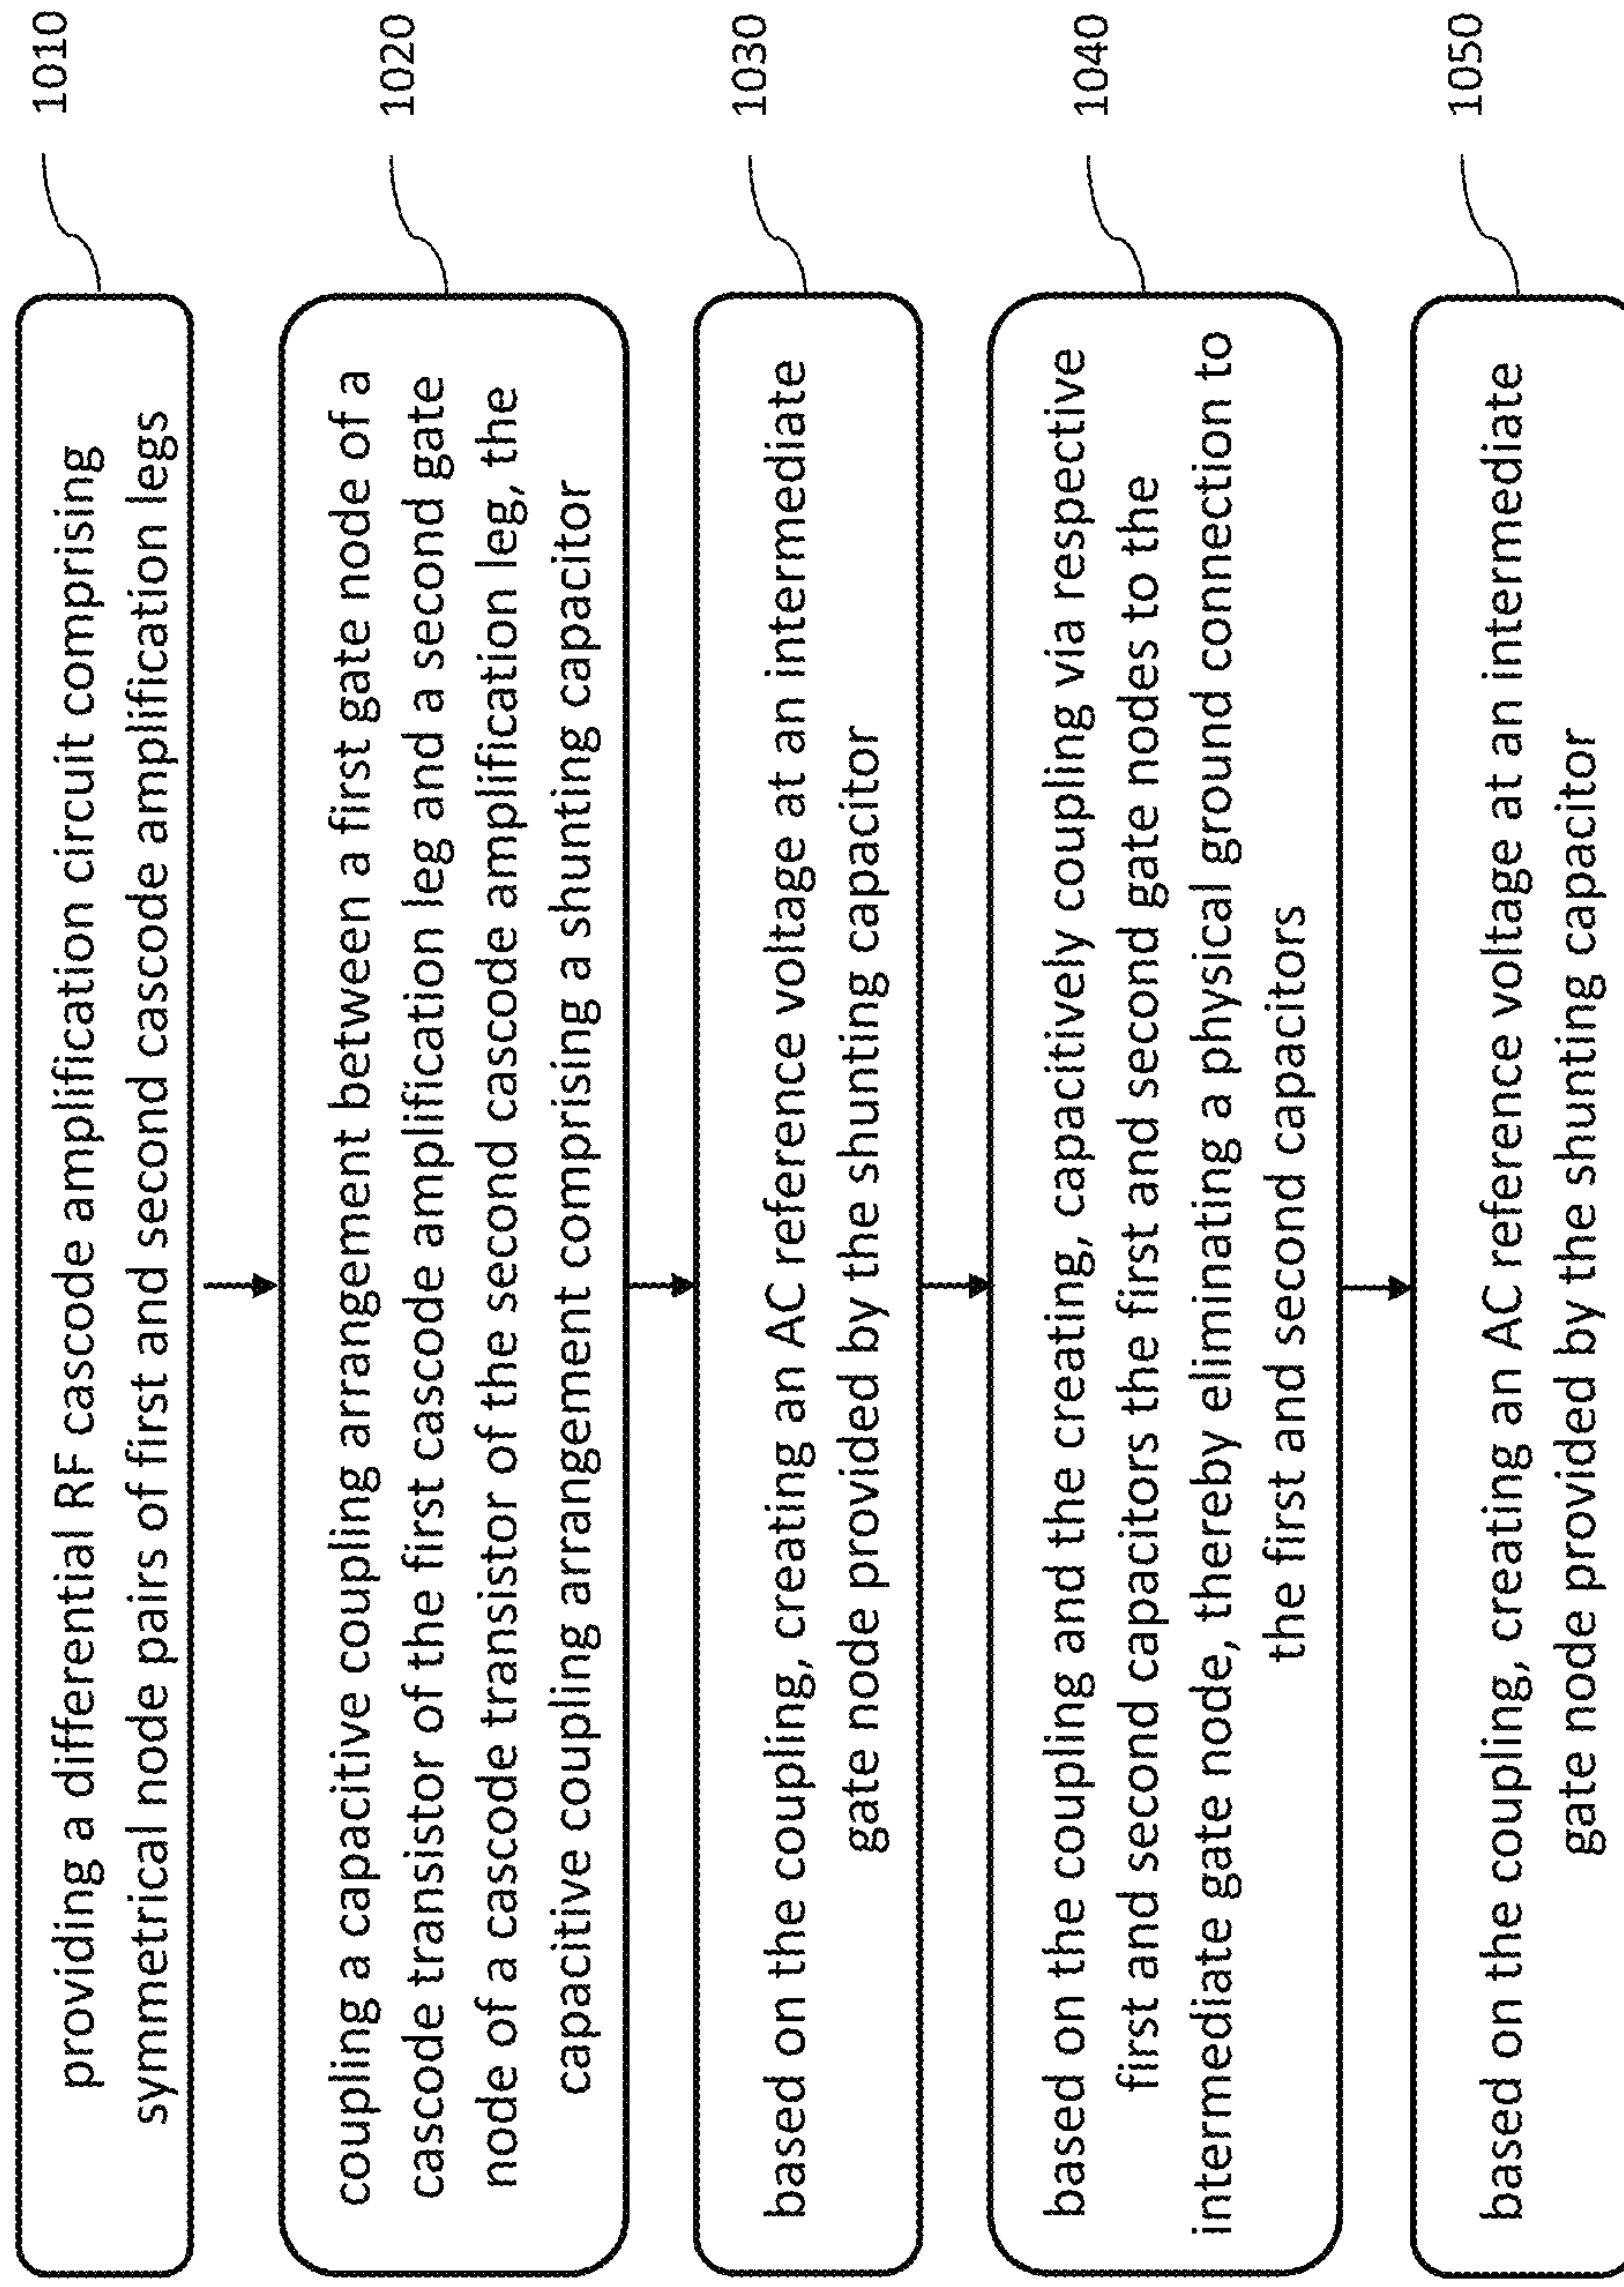 providing a differential RF cascode amplification circuit comprising
symmetrical node pairs of first and second cascode amplification legs
1010
coupling a capacitive coupling arrangement between a first gate node of a
cascode transistor of the first cascode amplification leg and a second gate
node of a cascode transistor of the second cascode amplification leg, the
capacitive coupling arrangement comprising a shunting capacitor
1020
based on the coupling, creating an AC reference voltage at an intermediate
gate node provided by the shunting capacitor
1030
based on the coupling and the creating, capacitively coupling via respective
first and second capacitors the first and second gate nodes to the
intermediate gate node, thereby eliminating a physical ground connection to
the first and second capacitors
1040
based on the coupling, creating an AC reference voltage at an intermediate
gate node provided by the shunting capacitor
1050